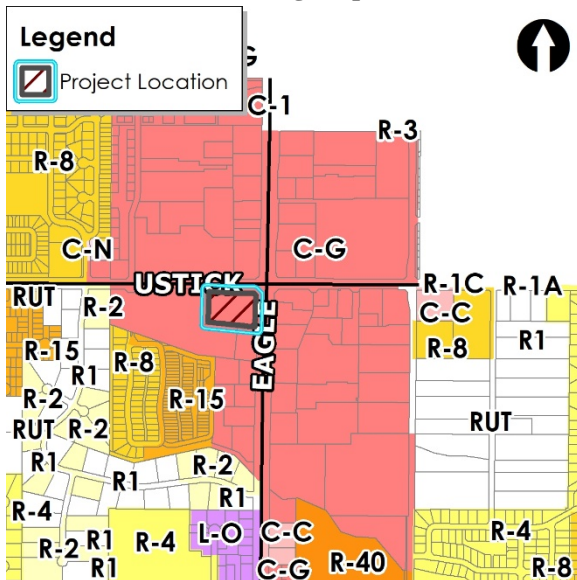 Legend
Project Location
G
C-1
R-3
R-8
C-N
C-G
USTICK
RUT
R-2
R-1C
R-1A
C-C
EAGLE
R-15
R-8
R-8
R1
R1
R-2
R-15
RUT
RUT
R-2
R1
R1
R-2
R1
R-4
L-O
C-C
R-4
R-2
R1
R-4
R1
C-G
R-40
R-8